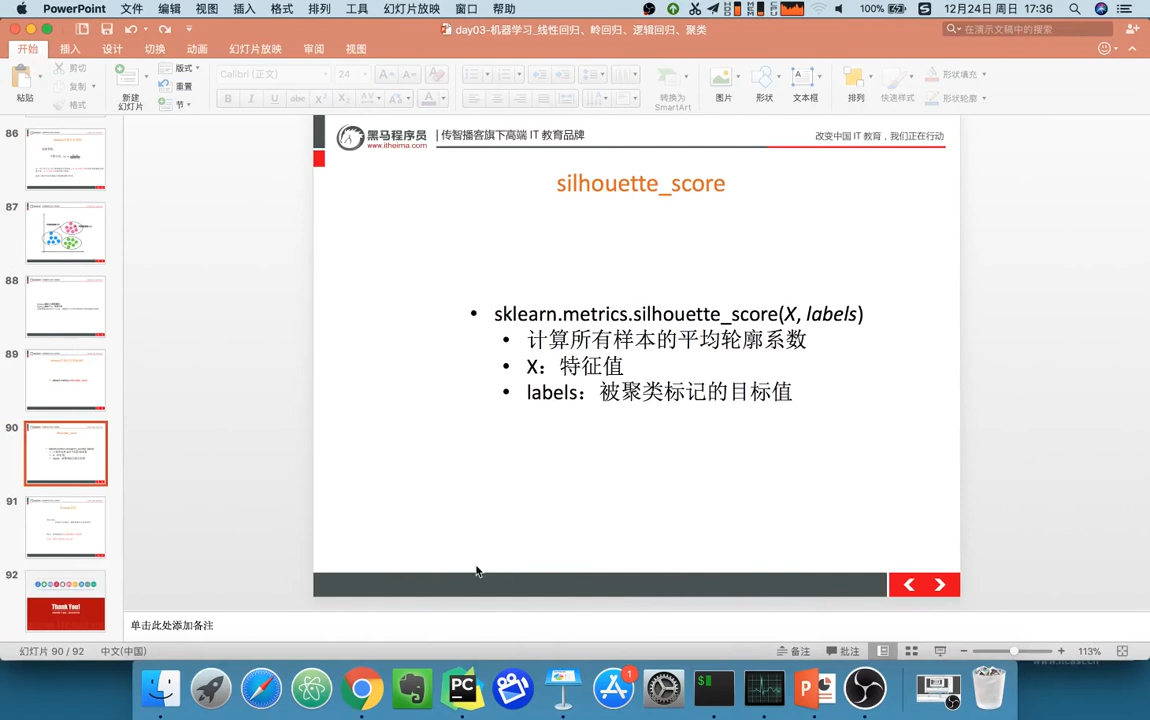 PowerPoint 文件 编辑 视图 插入 格式 工具 排列 幻灯片放映 窗口 帮助 100% 12月24日 周日 17:36
day03-机器学习_线性回归、岭回归、逻辑回归、聚类
在演示文稿中的搜索
开始 插入 设计 切换 动画 幻灯片放映 审阅 视图
粘贴
剪切
复制
格式
新建
幻灯片
版式
重置
节
Calibri (正文) 24
转换为
SmartArt
图片
形状
文本框
排列
快速样式
形状填充
形状轮廓
86
87
88
89
90
91
92
Thank You!
黑马程序员
www.itheima.com
传智播客旗下高端 IT 教育品牌
改变中国 IT 教育，我们正在行动
silhouette_score
• sklearn.metrics.silhouette_score(X, labels)
• 计算所有样本的平均轮廓系数
• X：特征值
• labels：被聚类标记的目标值
单击此处添加备注
幻灯片 90 / 92 中文(中国) 备注 批注 113%
PC
1